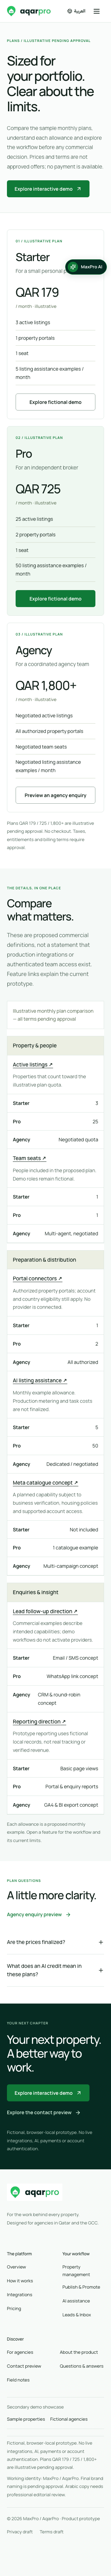 aqarpro
العربية
PLANS / ILLUSTRATIVE PENDING APPROVAL
Sized for
your portfolio.
Clear about the
limits.
Compare the sample monthly plans,
understand each allowance and explore
the workflow before any commercial
decision. Prices and terms are not
approved offers; no payment is available.
Explore interactive demo ↗
01 / ILLUSTRATIVE PLAN
Starter
For a small personal
MaxPro AI
QAR 179
/ month · illustrative
3 active listings
1 property portals
1 seat
5 listing assistance examples /
month
Explore fictional demo
02 / ILLUSTRATIVE PLAN
Pro
For an independent broker
QAR 725
/ month · illustrative
25 active listings
2 property portals
1 seat
50 listing assistance examples /
month
Explore fictional demo
03 / ILLUSTRATIVE PLAN
Agency
For a coordinated agency team
QAR 1,800+
/ month · illustrative
Negotiated active listings
All authorized property portals
Negotiated team seats
Negotiated listing assistance
examples / month
Preview an agency enquiry
Plans QAR 179 / 725 / 1,800+ are illustrative
pending approval. No checkout. Taxes,
entitlements and billing terms require
approval.
THE DETAILS, IN ONE PLACE
Compare
what matters.
These are proposed commercial
definitions, not a statement that
production integrations or
authenticated access exist.
Feature links explain the current
prototype.
Illustrative monthly plan comparison
— all terms pending approval
Property & people
Active listings ↗
Properties that count toward the
illustrative plan quota.
Starter 3
Pro 25
Agency Negotiated quota
Team seats ↗
People included in the proposed plan.
Demo roles remain fictional.
Starter 1
Pro 1
Agency Multi-agent, negotiated
Preparation & distribution
Portal connectors ↗
Authorized property portals; account
and country eligibility still apply. No
provider is connected.
Starter 1
Pro 2
Agency All authorized
AI listing assistance ↗
Monthly example allowance.
Production metering and task costs
are not finalized.
Starter 5
Pro 50
Agency Dedicated / negotiated
Meta catalogue concept ↗
A planned capability subject to
business verification, housing policies
and supported account access.
Starter Not included
Pro 1 catalogue example
Agency Multi-campaign concept
Enquiries & insight
Lead follow-up direction ↗
Commercial examples describe
intended capabilities; demo
workflows do not activate providers.
Starter Email / SMS concept
Pro WhatsApp link concept
Agency CRM & round-robin
concept
Reporting direction ↗
Prototype reporting uses fictional
local records, not real tracking or
verified revenue.
Starter Basic page views
Pro Portal & enquiry reports
Agency GA4 & BI export concept
Each allowance is a proposed monthly
example. Open a feature for the workflow and
its current limits.
PLAN QUESTIONS
A little more clarity.
Agency enquiry preview →
Are the prices finalized? +
What does an AI credit mean in
these plans? +
YOUR NEXT CHAPTER
Your next property.
A better way to
work.
Explore interactive demo ↗
Explore the contact preview →
Fictional, browser-local prototype. No live
integrations, AI, payments or account
authentication.
aqarpro
For the work behind every property.
Designed for agencies in Qatar and the GCC.
The platform
Overview
How it works
Integrations
Pricing
Your workflow
Property
management
Publish & Promote
AI assistance
Leads & Inbox
Discover
For agencies
Contact preview
Field notes
About the product
Questions & answers
Secondary demo showcase
Sample properties Fictional agencies
Fictional, browser-local prototype. No live
integrations, AI, payments or account
authentication. Plans QAR 179 / 725 / 1,800+
are illustrative pending approval.
Working identity: MaxPro / AqarPro. Final brand
naming is pending approval. Arabic copy needs
professional editorial review.
© 2026 MaxPro / AqarPro · Product prototype
Privacy draft Terms draft